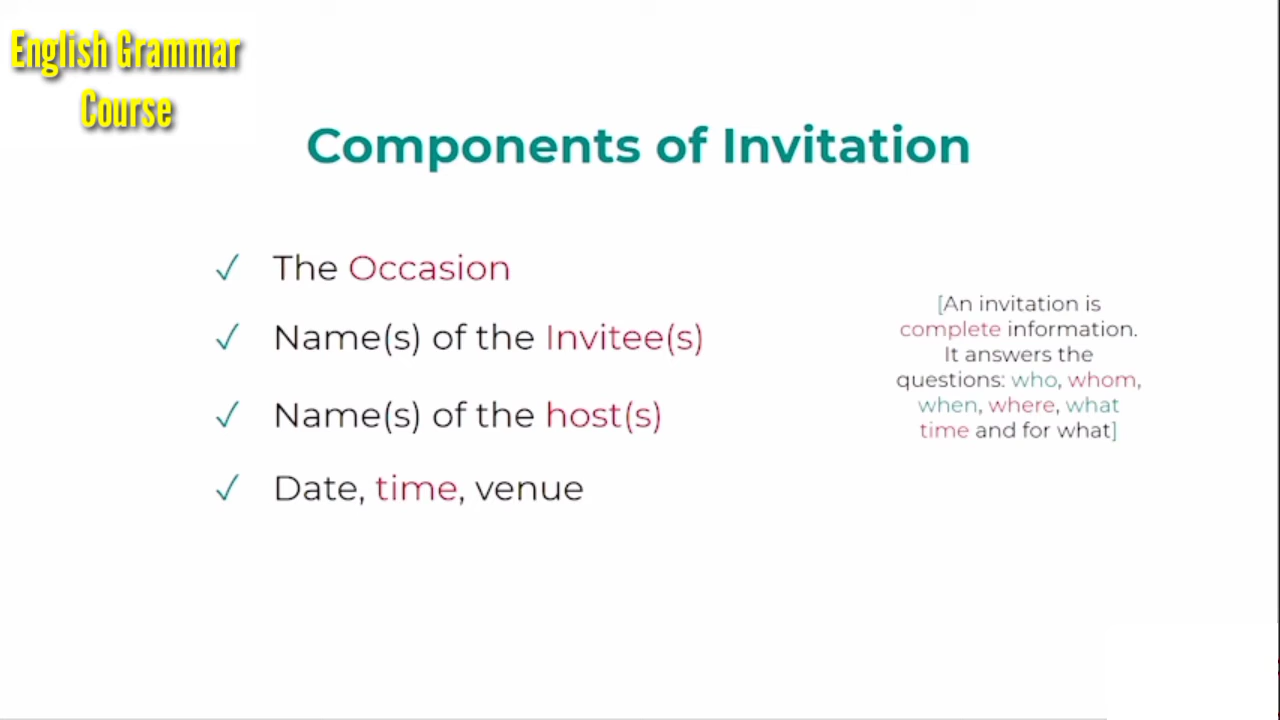 English Grammar
Course
Components of Invitation
✓ The Occasion
✓ Name(s) of the Invitee(s)
✓ Name(s) of the host(s)
✓ Date, time, venue
[An invitation is
complete information.
It answers the
questions: who, whom,
when, where, what
time and for what]